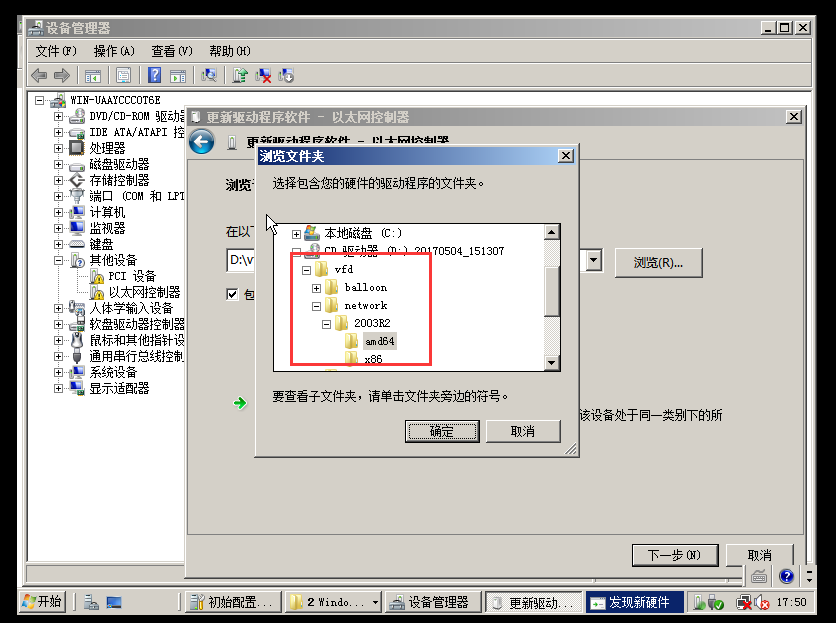 设备管理器
文件(F) 操作(A) 查看(V) 帮助(H)
WIN-UAAYCCCOT6E
DVD/CD-ROM 驱动器
IDE ATA/ATAPI 控
处理器
磁盘驱动器
存储控制器
端口 (COM 和 LPT
计算机
监视器
键盘
其他设备
PCI 设备
以太网控制器
人体学输入设备
软盘驱动器控制器
鼠标和其他指针设
通用串行总线控制
系统设备
显示适配器
更新驱动程序软件 - 以太网控制器
更新驱动程序软件 - 以太网控制器
浏览
在以下
D:\v
浏览(R)...
包
该设备处于同一类别下的所
下一步(N)
取消
浏览文件夹
选择包含您的硬件的驱动程序的文件夹。
本地磁盘 (C:)
CD 驱动器 (D:) 20170504_151307
vfd
balloon
network
2003R2
amd64
x86
要查看子文件夹，请单击文件夹旁边的符号。
确定
取消
开始
初始配置...
2 Windo...
设备管理器
更新驱动...
发现新硬件
17:50